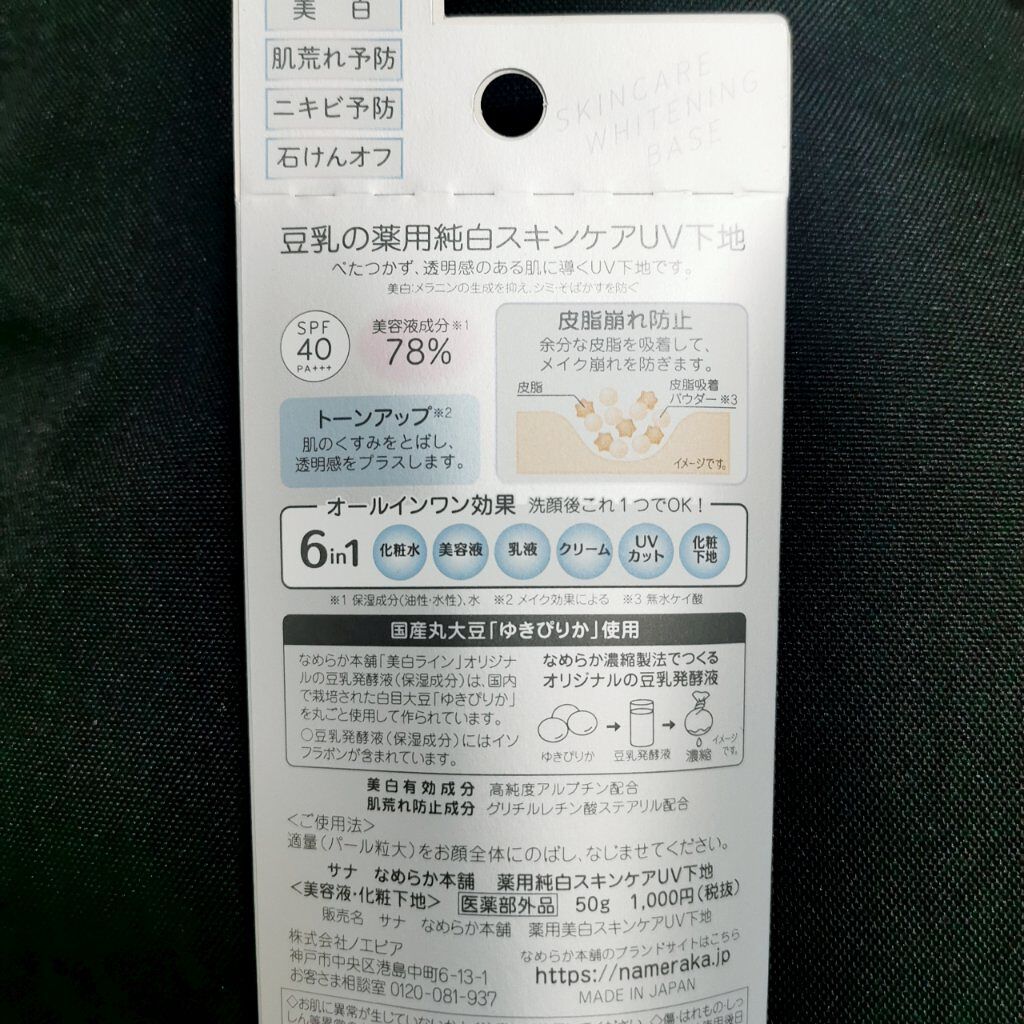 美 白
肌荒れ予防
ニキビ予防
石けんオフ
SKINCARE
WHITENING
BASE
豆乳の薬用純白スキンケアUV下地
べたつかず、透明感のある肌に導くUV下地です。
美白:メラニンの生成を抑え、シミ・そばかすを防ぐ
SPF
40
PA+++
美容液成分※1
78%
トーンアップ※2
肌のくすみをとばし、
透明感をプラスします。
皮脂崩れ防止
余分な皮脂を吸着して、
メイク崩れを防ぎます。
皮脂
皮脂吸着
パウダー※3
イメージです。
オールインワン効果 洗顔後これ1つでOK!
6in1
化粧水
美容液
乳液
クリーム
UV
カット
化粧
下地
※1 保湿成分(油性・水性)、水 ※2 メイク効果による ※3 無水ケイ酸
国産丸大豆「ゆきぴりか」使用
なめらか本舗「美白ライン」オリジナ
ルの豆乳発酵液(保湿成分)は、国内
で栽培された白目大豆「ゆきぴりか」
を丸ごと使用して作られています。
○豆乳発酵液(保湿成分)にはイソ
フラボンが含まれています。
なめらか濃縮製法でつくる
オリジナルの豆乳発酵液
ゆきぴりか
豆乳発酵液
濃縮
イメージ
です。
美白有効成分 高純度アルブチン配合
肌荒れ防止成分 グリチルレチン酸ステアリル配合
<ご使用法>
適量(パール粒大)をお顔全体にのばし、なじませてください。
サナ なめらか本舗 薬用純白スキンケアUV下地
<美容液・化粧下地> 医薬部外品 50g 1,000円(税抜)
販売名 サナ なめらか本舗 薬用美白スキンケアUV下地
株式会社ノエビア
神戸市中央区港島中町6-13-1
お客さま相談室 0120-081-937
なめらか本舗のブランドサイトはこちら
https://nameraka.jp
MADE IN JAPAN
◇お肌に異常が生じていないか
◇傷・はれもの・しっ
しん等異常の